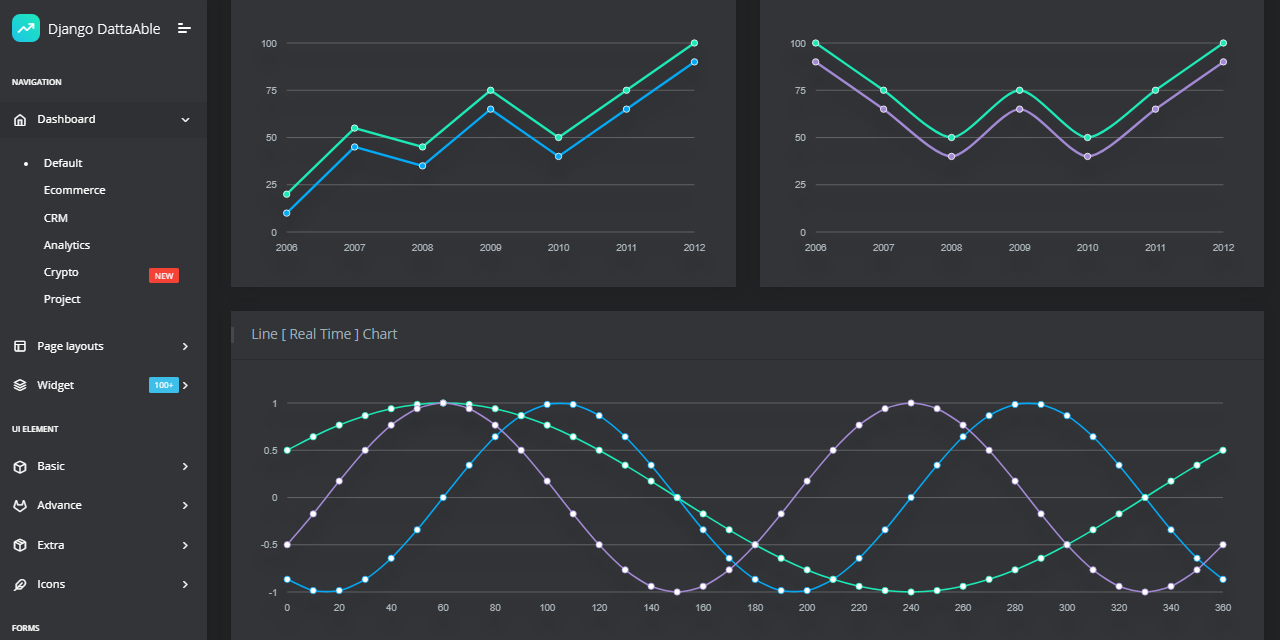 Django DattaAble
NAVIGATION
Dashboard
Default
Ecommerce
CRM
Analytics
Crypto NEW
Project
Page layouts
Widget 100+
UI ELEMENT
Basic
Advance
Extra
Icons
FORMS
100
75
50
25
0
2006 2007 2008 2009 2010 2011 2012
100
75
50
25
0
2006 2007 2008 2009 2010 2011 2012
Line [ Real Time ] Chart
1
0.5
0
-0.5
-1
0 20 40 60 80 100 120 140 160 180 200 220 240 260 280 300 320 340 360